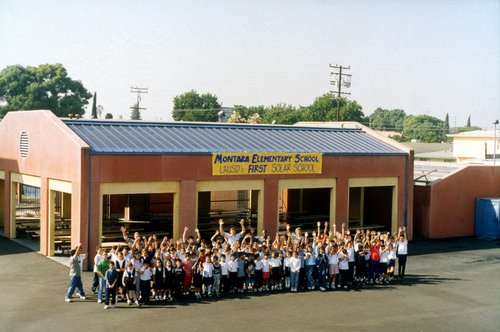 MONTARA ELEMENTARY SCHOOL
LAUSD's FIRST SOLAR SCHOOL